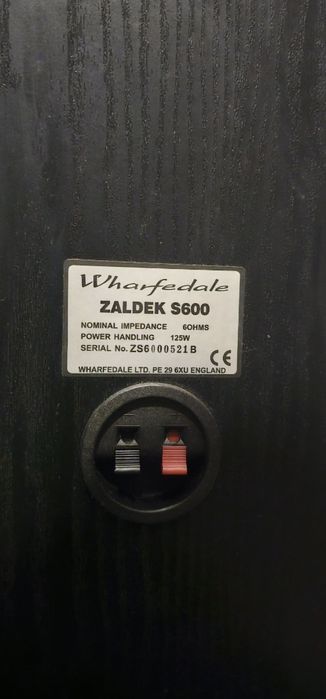 Wharfedale
ZALDEK S600
NOMINAL IMPEDANCE 6OHMS
POWER HANDLING 125W
SERIAL No. ZS6000521B
CE
WHARFEDALE LTD. PE 29 6XU ENGLAND